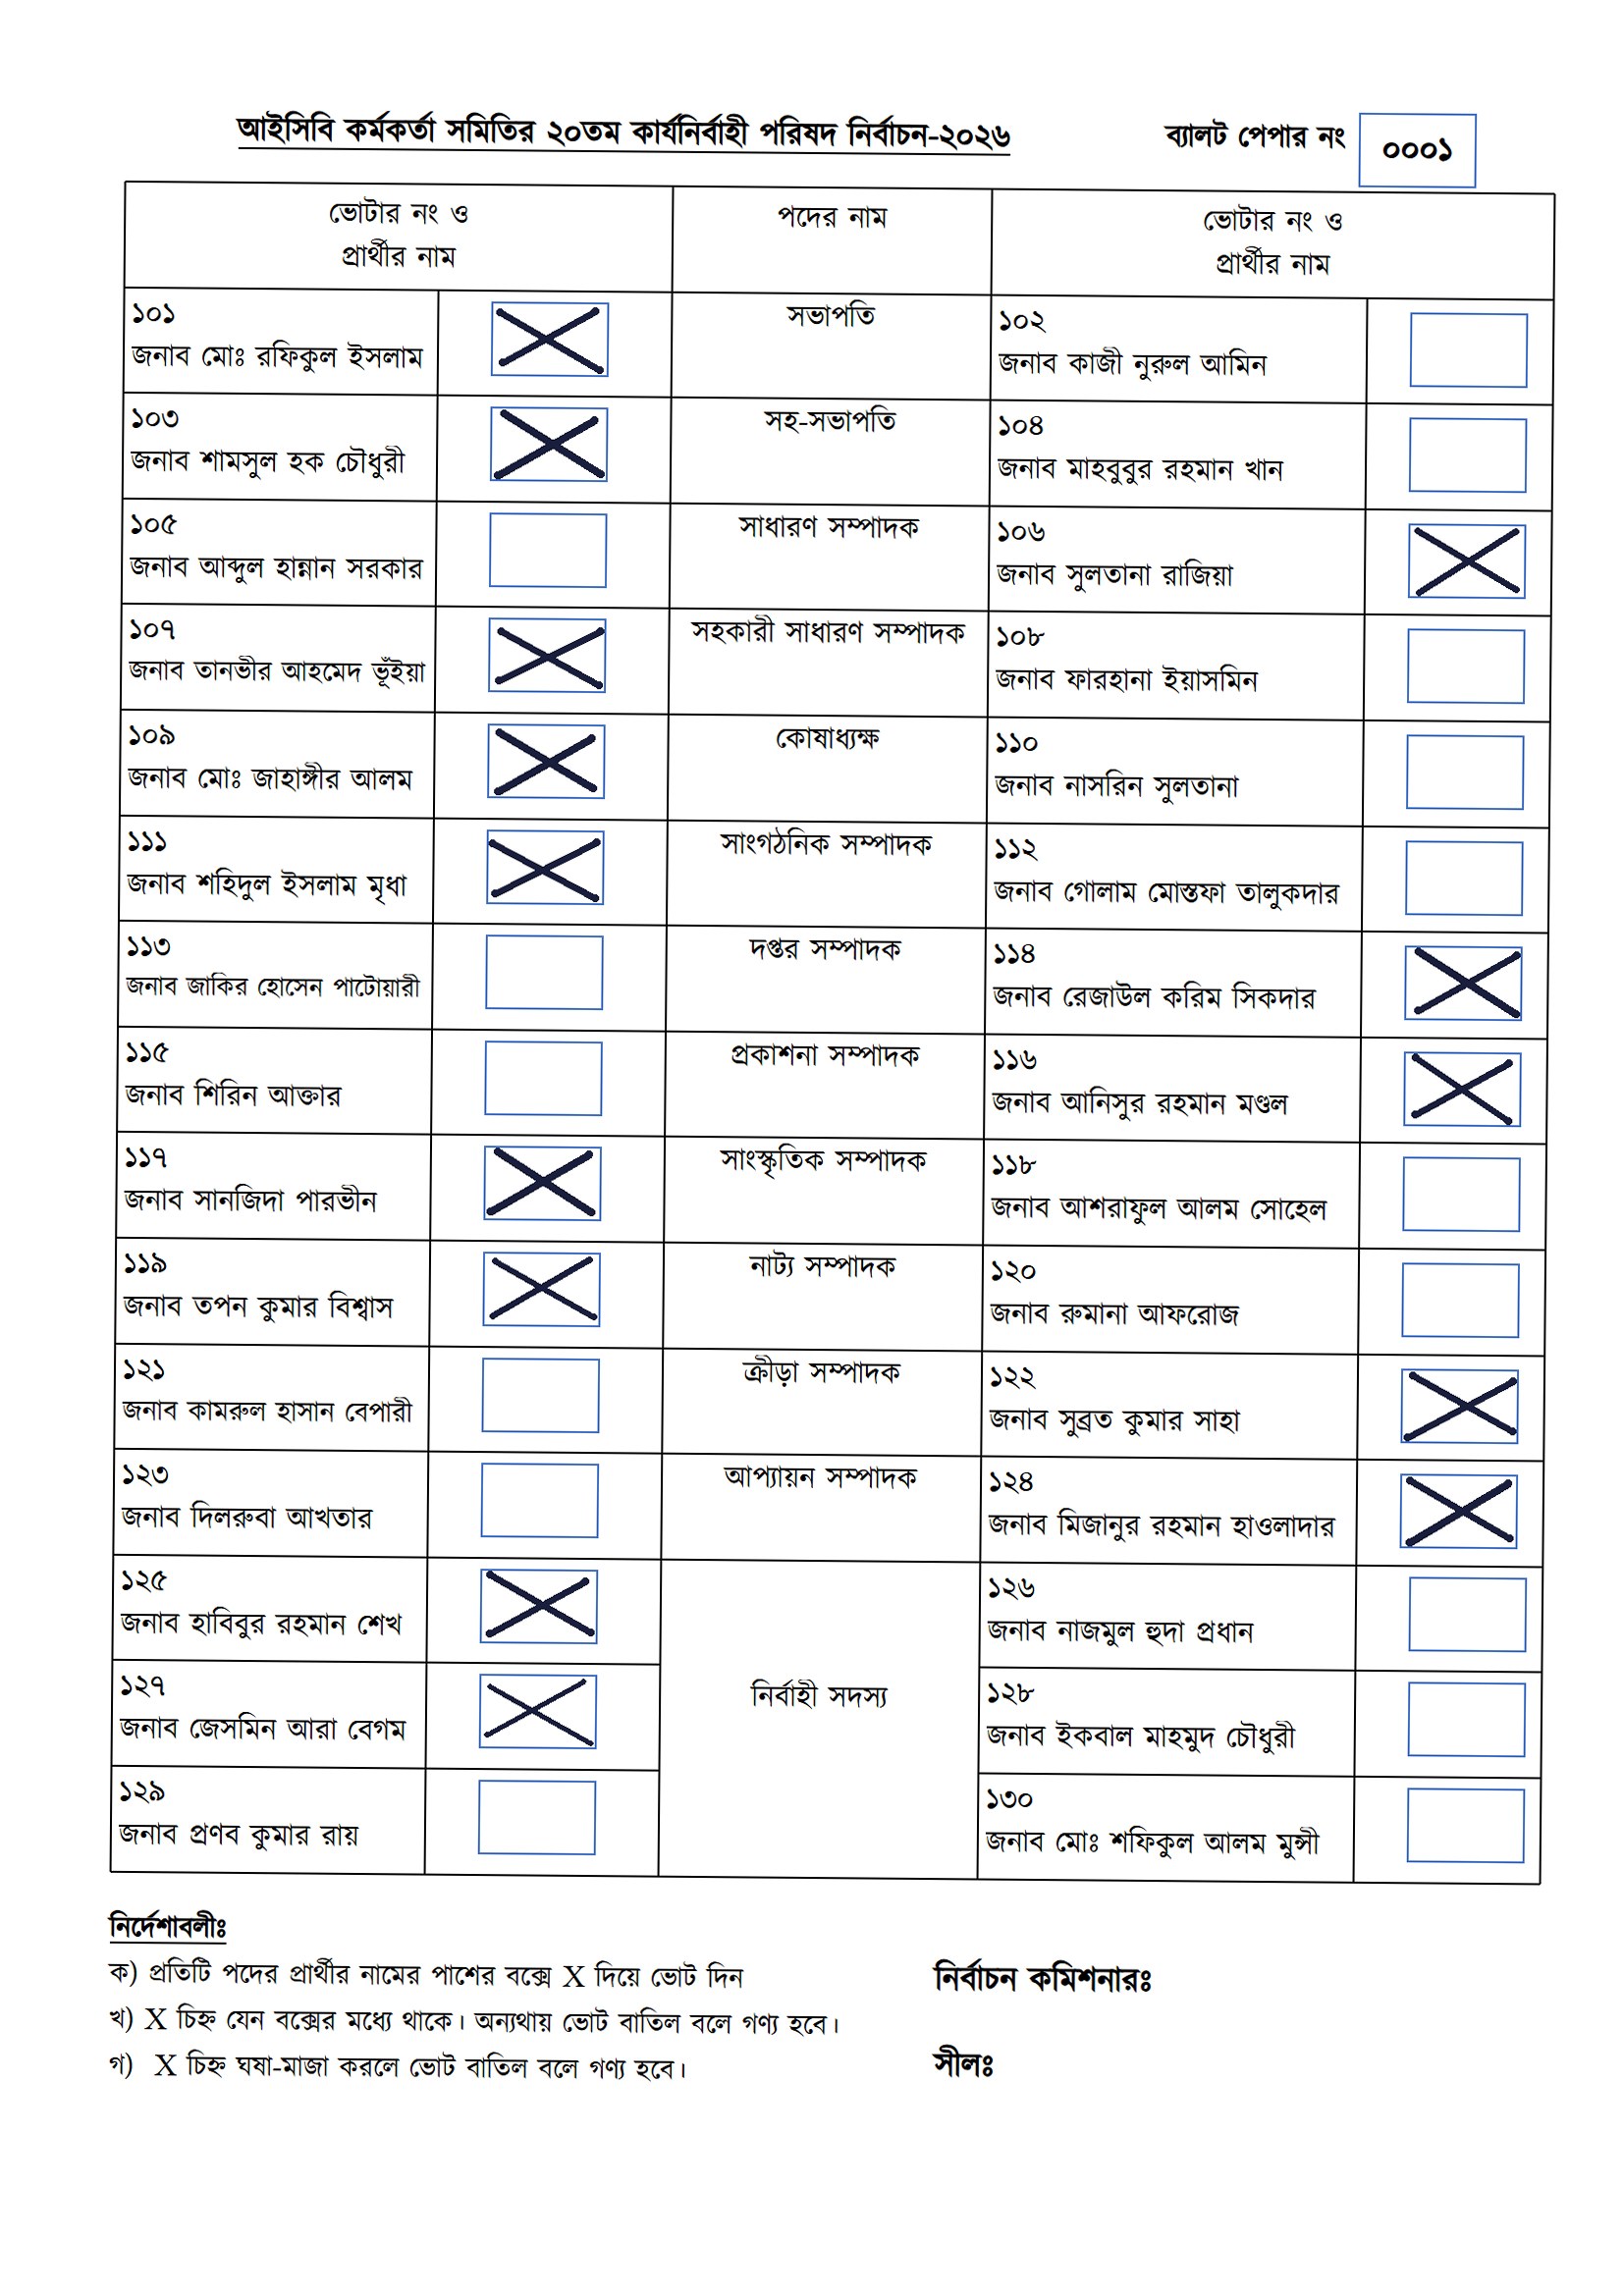 আইসিবি কর্মকর্তা সমিতির ২০তম কার্যনির্বাহী পরিষদ নির্বাচন-২০২৬ ব্যালট পেপার নং ০০০১
ভোটার নং ও পদের নাম ভোটার নং ও
প্রার্থীর নাম প্রার্থীর নাম
১০১ সভাপতি ১০২
জনাব মোঃ রফিকুল ইসলাম জনাব কাজী নুরুল আমিন
১০৩ সহ-সভাপতি ১০৪
জনাব শামসুল হক চৌধুরী জনাব মাহবুবুর রহমান খান
১০৫ সাধারণ সম্পাদক ১০৬
জনাব আব্দুল হান্নান সরকার জনাব সুলতানা রাজিয়া
১০৭ সহকারী সাধারণ সম্পাদক ১০৮
জনাব তানভীর আহমেদ ভূঁইয়া জনাব ফারহানা ইয়াসমিন
১০৯ কোষাধ্যক্ষ ১১০
জনাব মোঃ জাহাঙ্গীর আলম জনাব নাসরিন সুলতানা
১১১ সাংগঠনিক সম্পাদক ১১২
জনাব শহিদুল ইসলাম মৃধা জনাব গোলাম মোস্তফা তালুকদার
১১৩ দপ্তর সম্পাদক ১১৪
জনাব জাকির হোসেন পাটোয়ারী জনাব রেজাউল করিম সিকদার
১১৫ প্রকাশনা সম্পাদক ১১৬
জনাব শিরিন আক্তার জনাব আনিসুর রহমান মণ্ডল
১১৭ সাংস্কৃতিক সম্পাদক ১১৮
জনাব সানজিদা পারভীন জনাব আশরাফুল আলম সোহেল
১১৯ নাট্য সম্পাদক ১২০
জনাব তপন কুমার বিশ্বাস জনাব রুমানা আফরোজ
১২১ ক্রীড়া সম্পাদক ১২২
জনাব কামরুল হাসান বেপারী জনাব সুব্রত কুমার সাহা
১২৩ আপ্যায়ন সম্পাদক ১২৪
জনাব দিলরুবা আখতার জনাব মিজানুর রহমান হাওলাদার
১২৫ ১২৬
জনাব হাবিবুর রহমান শেখ জনাব নাজমুল হুদা প্রধান
১২৭ নির্বাহী সদস্য ১২৮
জনাব জেসমিন আরা বেগম জনাব ইকবাল মাহমুদ চৌধুরী
১২৯ ১৩০
জনাব প্রণব কুমার রায় জনাব মোঃ শফিকুল আলম মুন্সী
নির্দেশাবলীঃ
ক) প্রতিটি পদের প্রার্থীর নামের পাশের বক্সে X দিয়ে ভোট দিন নির্বাচন কমিশনারঃ
খ) X চিহ্ন যেন বক্সের মধ্যে থাকে। অন্যথায় ভোট বাতিল বলে গণ্য হবে।
গ) X চিহ্ন ঘষা-মাজা করলে ভোট বাতিল বলে গণ্য হবে। সীলঃ